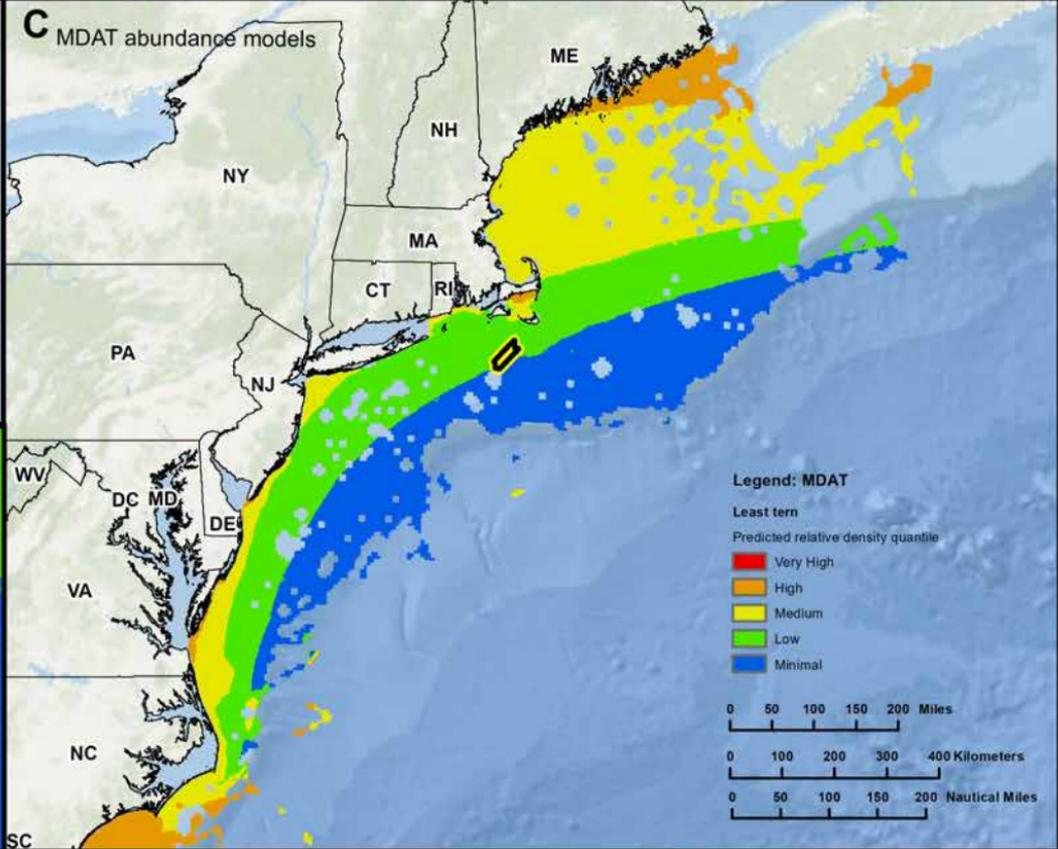 C MDAT abundance models
ME
NH
NY
MA
CT RI
PA
NJ
WV
DC MD
DE
VA
NC
SC
Legend: MDAT
Least tern
Predicted relative density quantile
Very High
High
Medium
Low
Minimal
0 50 100 150 200 Miles
0 100 200 300 400 Kilometers
0 50 100 150 200 Nautical Miles